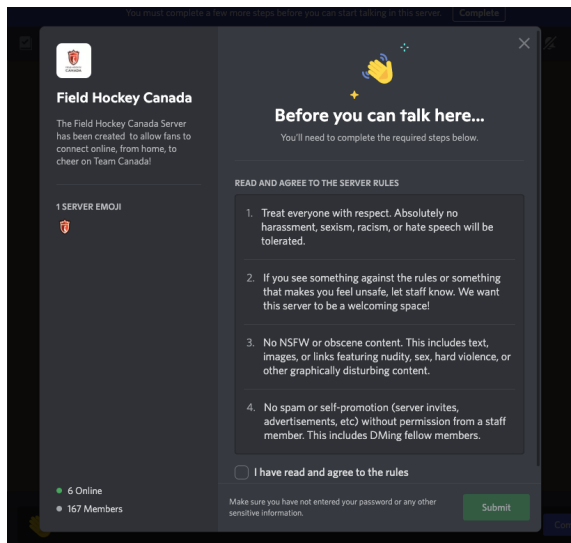 You must complete a few more steps before you can start talking in this server. Complete
Field Hockey Canada
The Field Hockey Canada Server
has been created to allow fans to
connect online, from home, to
cheer on Team Canada!
1 SERVER EMOJI
6 Online
167 Members
Before you can talk here...
You'll need to complete the required steps below.
READ AND AGREE TO THE SERVER RULES
1. Treat everyone with respect. Absolutely no
harassment, sexism, racism, or hate speech will be
tolerated.
2. If you see something against the rules or something
that makes you feel unsafe, let staff know. We want
this server to be a welcoming space!
3. No NSFW or obscene content. This includes text,
images, or links featuring nudity, sex, hard violence, or
other graphically disturbing content.
4. No spam or self-promotion (server invites,
advertisements, etc) without permission from a staff
member. This includes DMing fellow members.
I have read and agree to the rules
Make sure you have not entered your password or any other
sensitive information.
Submit